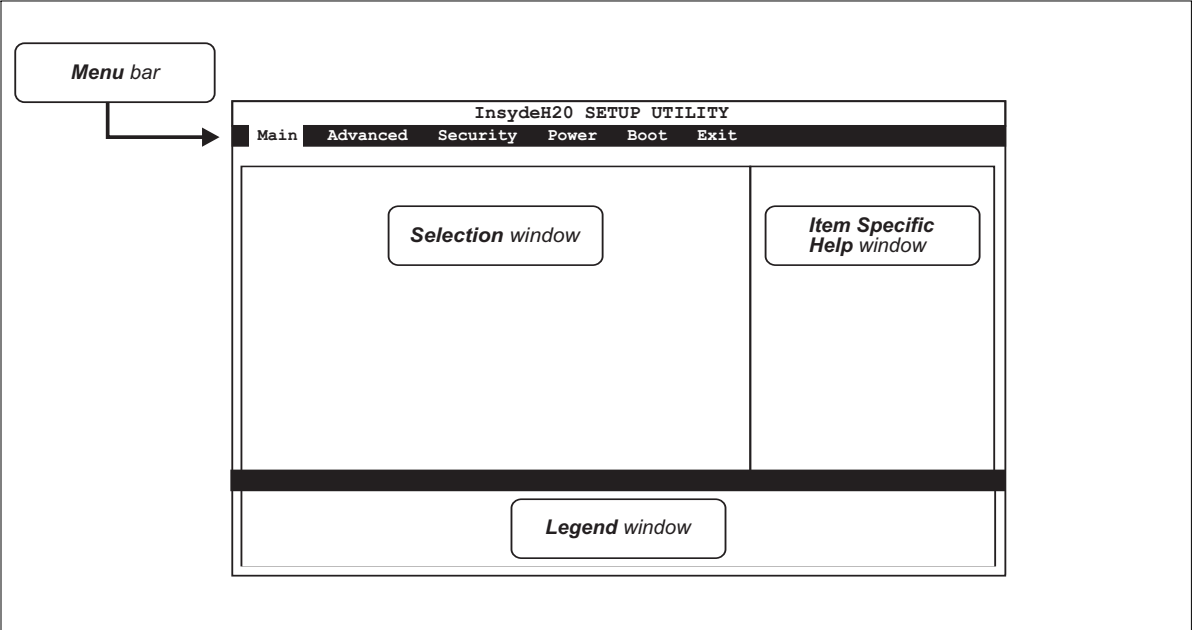 Menu bar
InsydeH20 SETUP UTILITY
Main Advanced Security Power Boot Exit
Selection window
Item Specific
Help window
Legend window